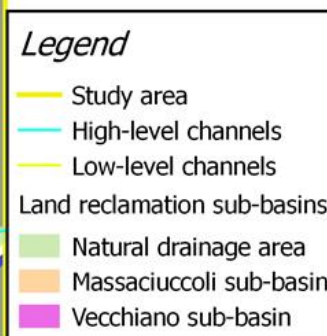 Legend
Study area
High-level channels
Low-level channels
Land reclamation sub-basins
Natural drainage area
Massaciuccoli sub-basin
Vecchiano sub-basin